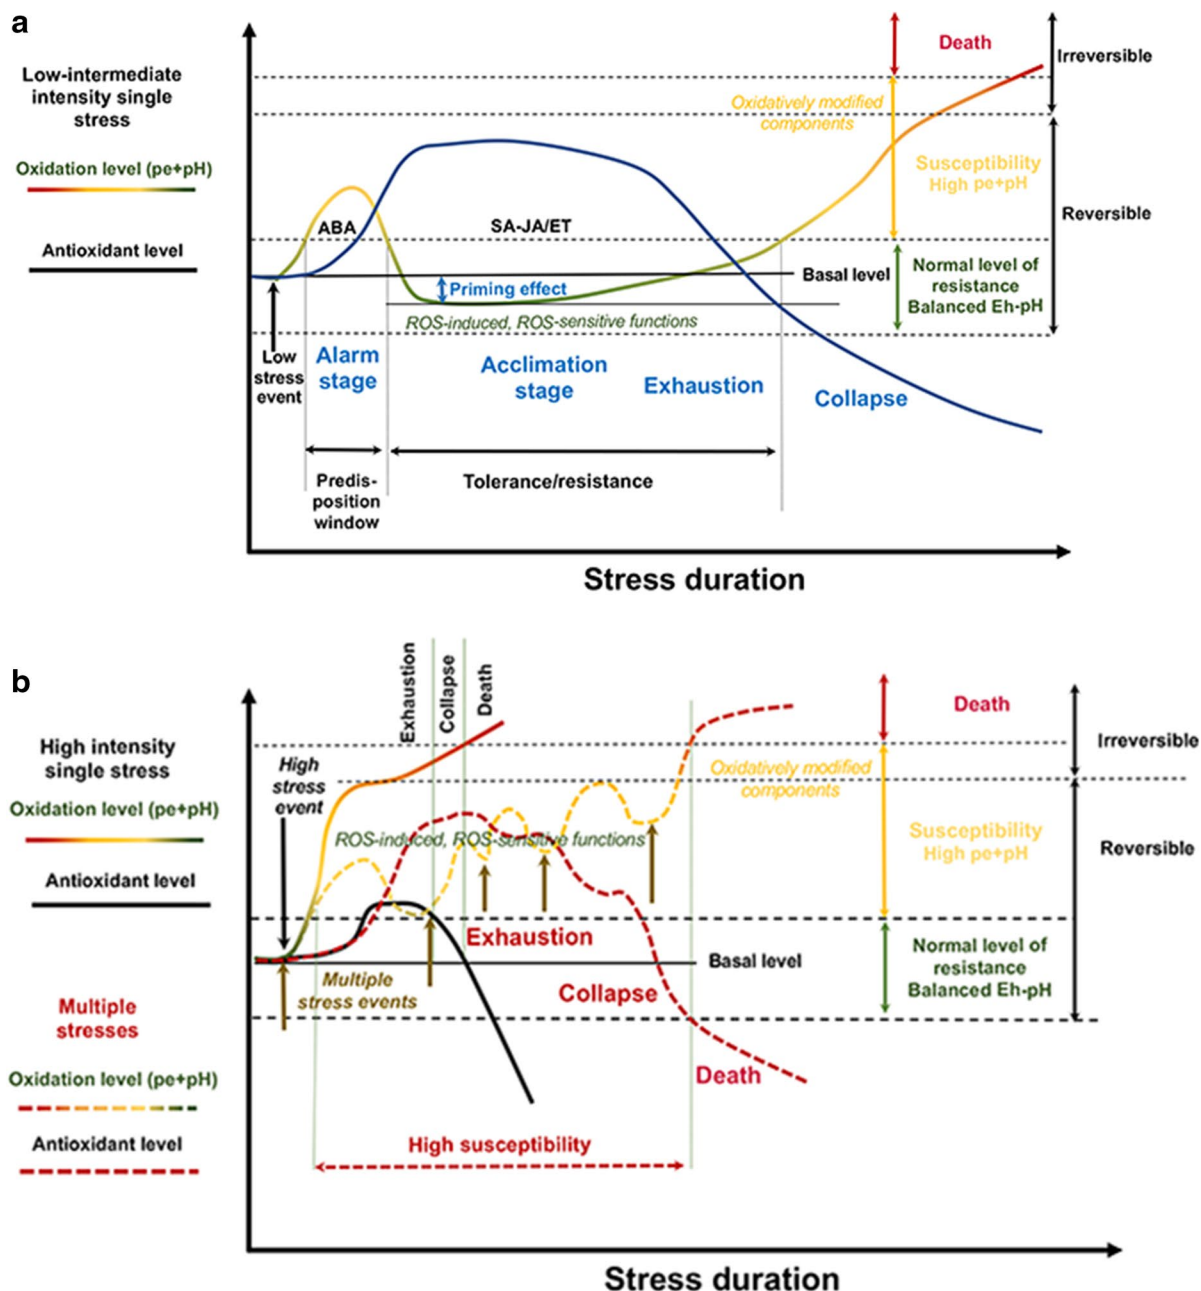 a
Low-intermediate
intensity single
stress
Oxidation level (pe+pH)
Antioxidant level
Death
Irreversible
Oxidatively modified
components
Susceptibility
High pe+pH
Reversible
ABA
SA-JA/ET
Basal level
Normal level of
resistance
Balanced Eh-pH
Priming effect
ROS-induced, ROS-sensitive functions
Low
stress
event
Alarm
stage
Acclimation
stage
Exhaustion
Collapse
Predis-
position
window
Tolerance/resistance
Stress duration
b
Exhaustion
Collapse
Death
High intensity
single stress
Oxidation level (pe+pH)
Antioxidant level
High
stress
event
Death
Irreversible
Oxidatively modified
components
Susceptibility
High pe+pH
Reversible
ROS-induced, ROS-sensitive functions
Exhaustion
Basal level
Normal level of
resistance
Balanced Eh-pH
Multiple
stress events
Collapse
Multiple
stresses
Oxidation level (pe+pH)
Antioxidant level
Death
High susceptibility
Stress duration